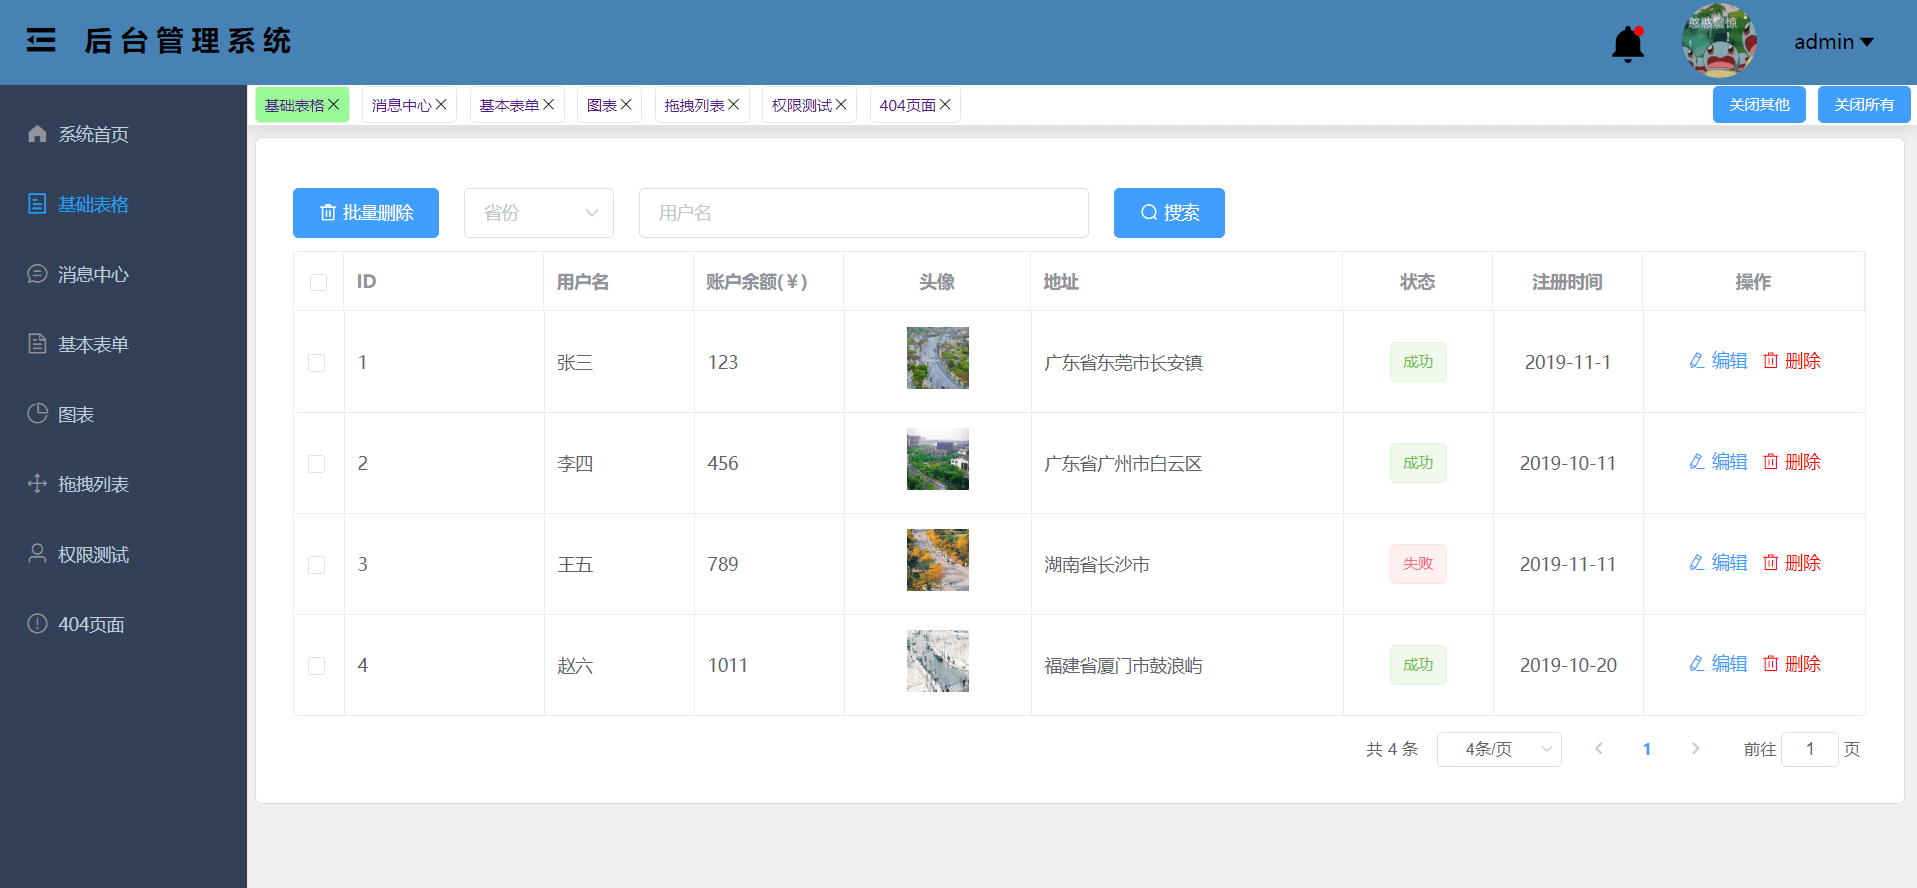 后台管理系统
憨憨震惊
admin
基础表格 消息中心 基本表单 图表 拖拽列表 权限测试 404页面 关闭其他 关闭所有
系统首页
基础表格
消息中心
基本表单
图表
拖拽列表
权限测试
404页面
批量删除 省份 用户名 搜索
ID 用户名 账户余额(¥) 头像 地址 状态 注册时间 操作
1 张三 123 广东省东莞市长安镇 成功 2019-11-1 编辑 删除
2 李四 456 广东省广州市白云区 成功 2019-10-11 编辑 删除
3 王五 789 湖南省长沙市 失败 2019-11-11 编辑 删除
4 赵六 1011 福建省厦门市鼓浪屿 成功 2019-10-20 编辑 删除
共 4 条 4条/页 1 前往 1 页